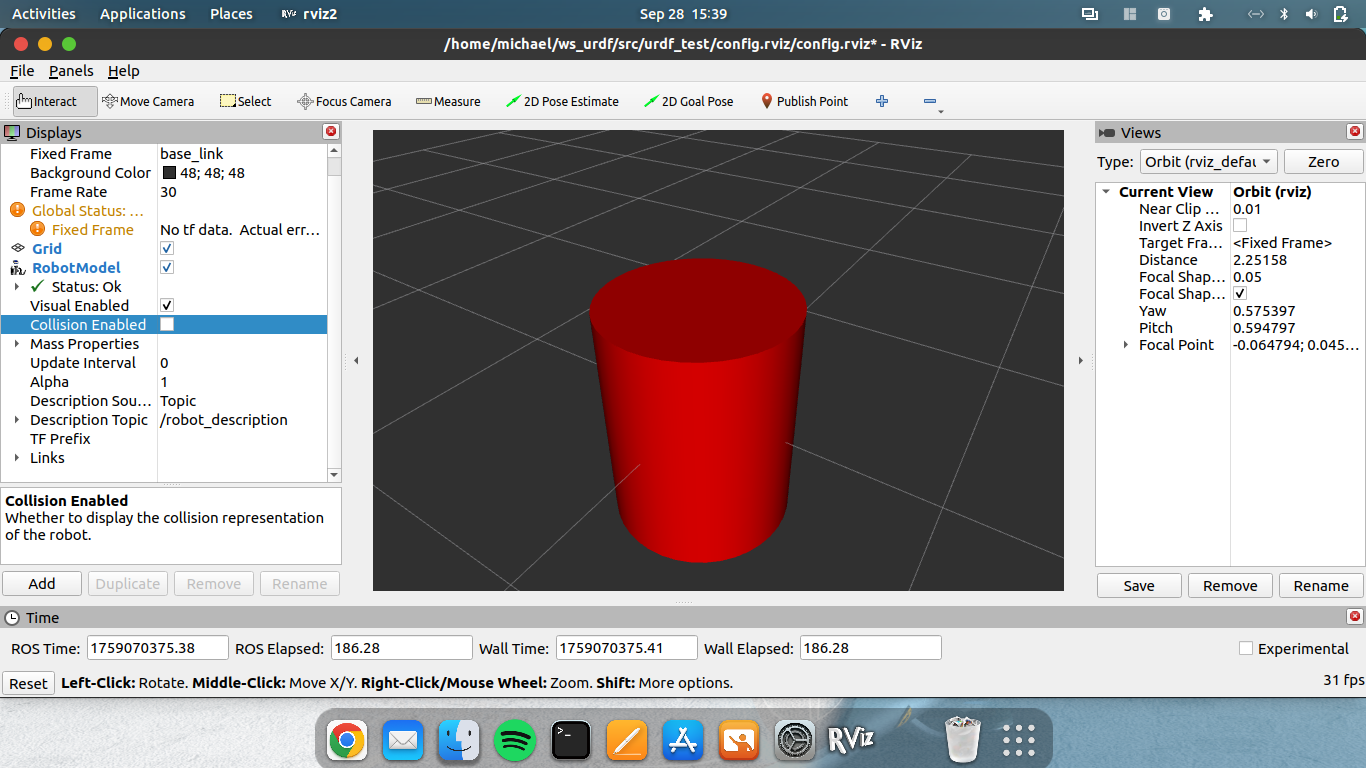 Activities Applications Places RViz rviz2 Sep 28 15:39
/home/michael/ws_urdf/src/urdf_test/config.rviz/config.rviz* - RViz
File Panels Help
Interact Move Camera Select Focus Camera Measure 2D Pose Estimate 2D Goal Pose Publish Point
Displays
Fixed Frame base_link
Background Color 48; 48; 48
Frame Rate 30
Global Status: ...
Fixed Frame No tf data. Actual err...
Grid
RobotModel
Status: Ok
Visual Enabled
Collision Enabled
Mass Properties
Update Interval 0
Alpha 1
Description Sou... Topic
Description Topic /robot_description
TF Prefix
Links
Collision Enabled
Whether to display the collision representation
of the robot.
Add Duplicate Remove Rename
Views
Type: Orbit (rviz_defau Zero
Current View Orbit (rviz)
Near Clip ... 0.01
Invert Z Axis
Target Fra... <Fixed Frame>
Distance 2.25158
Focal Shap... 0.05
Focal Shap...
Yaw 0.575397
Pitch 0.594797
Focal Point -0.064794; 0.045...
Save Remove Rename
Time
ROS Time: 1759070375.38 ROS Elapsed: 186.28 Wall Time: 1759070375.41 Wall Elapsed: 186.28 Experimental
Reset Left-Click: Rotate. Middle-Click: Move X/Y. Right-Click/Mouse Wheel: Zoom. Shift: More options. 31 fps
RViz